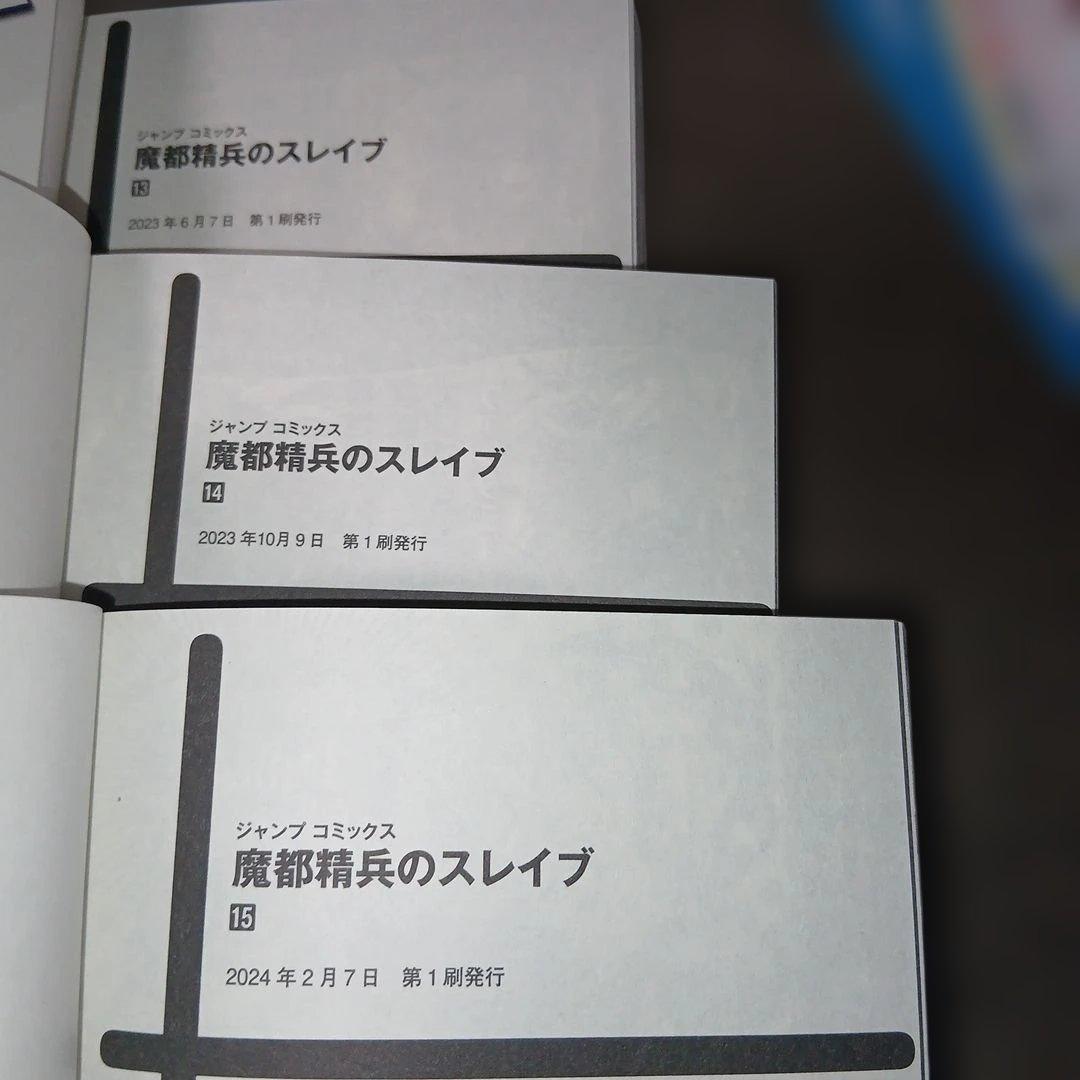 ジャンプ コミックス
魔都精兵のスレイブ
13
2023年6月7日 第1刷発行
ジャンプ コミックス
魔都精兵のスレイブ
14
2023年10月9日 第1刷発行
ジャンプ コミックス
魔都精兵のスレイブ
15
2024年2月7日 第1刷発行